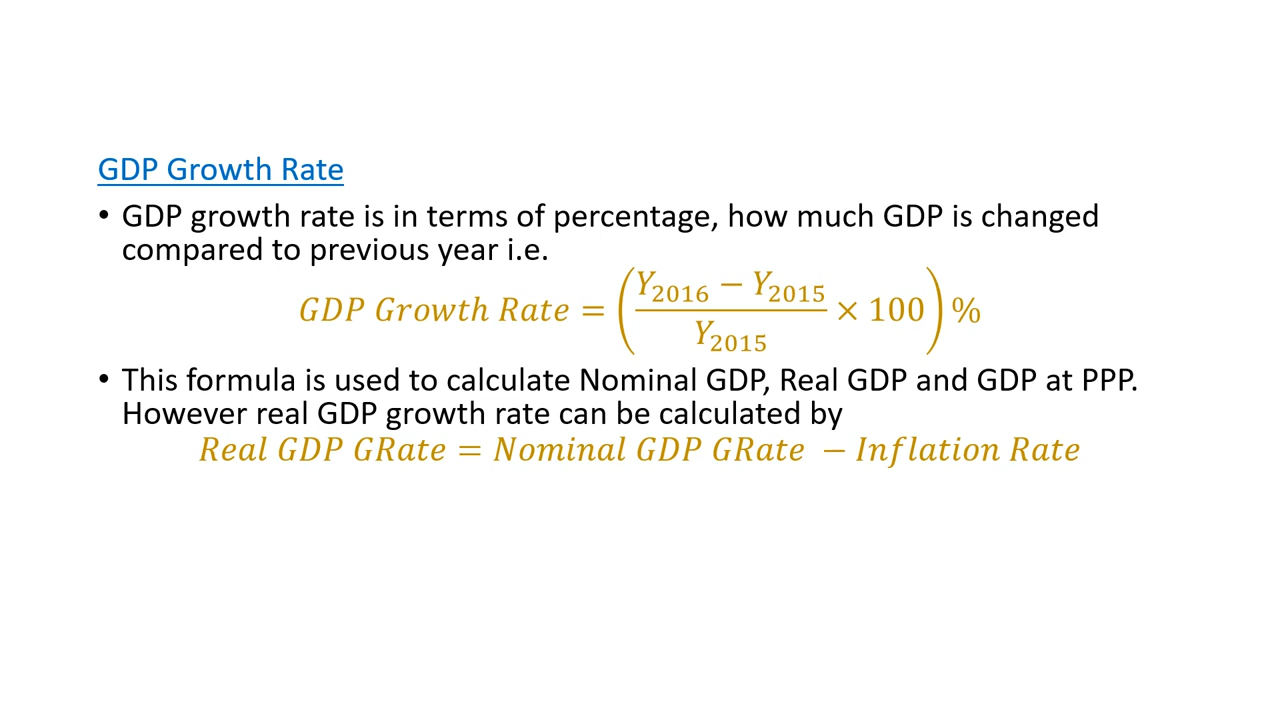 GDP Growth Rate
• GDP growth rate is in terms of percentage, how much GDP is changed
compared to previous year i.e.
GDP Growth Rate = (Y₂₀₁₆ − Y₂₀₁₅ / Y₂₀₁₅ × 100) %
• This formula is used to calculate Nominal GDP, Real GDP and GDP at PPP.
However real GDP growth rate can be calculated by
Real GDP GRate = Nominal GDP GRate − Inflation Rate